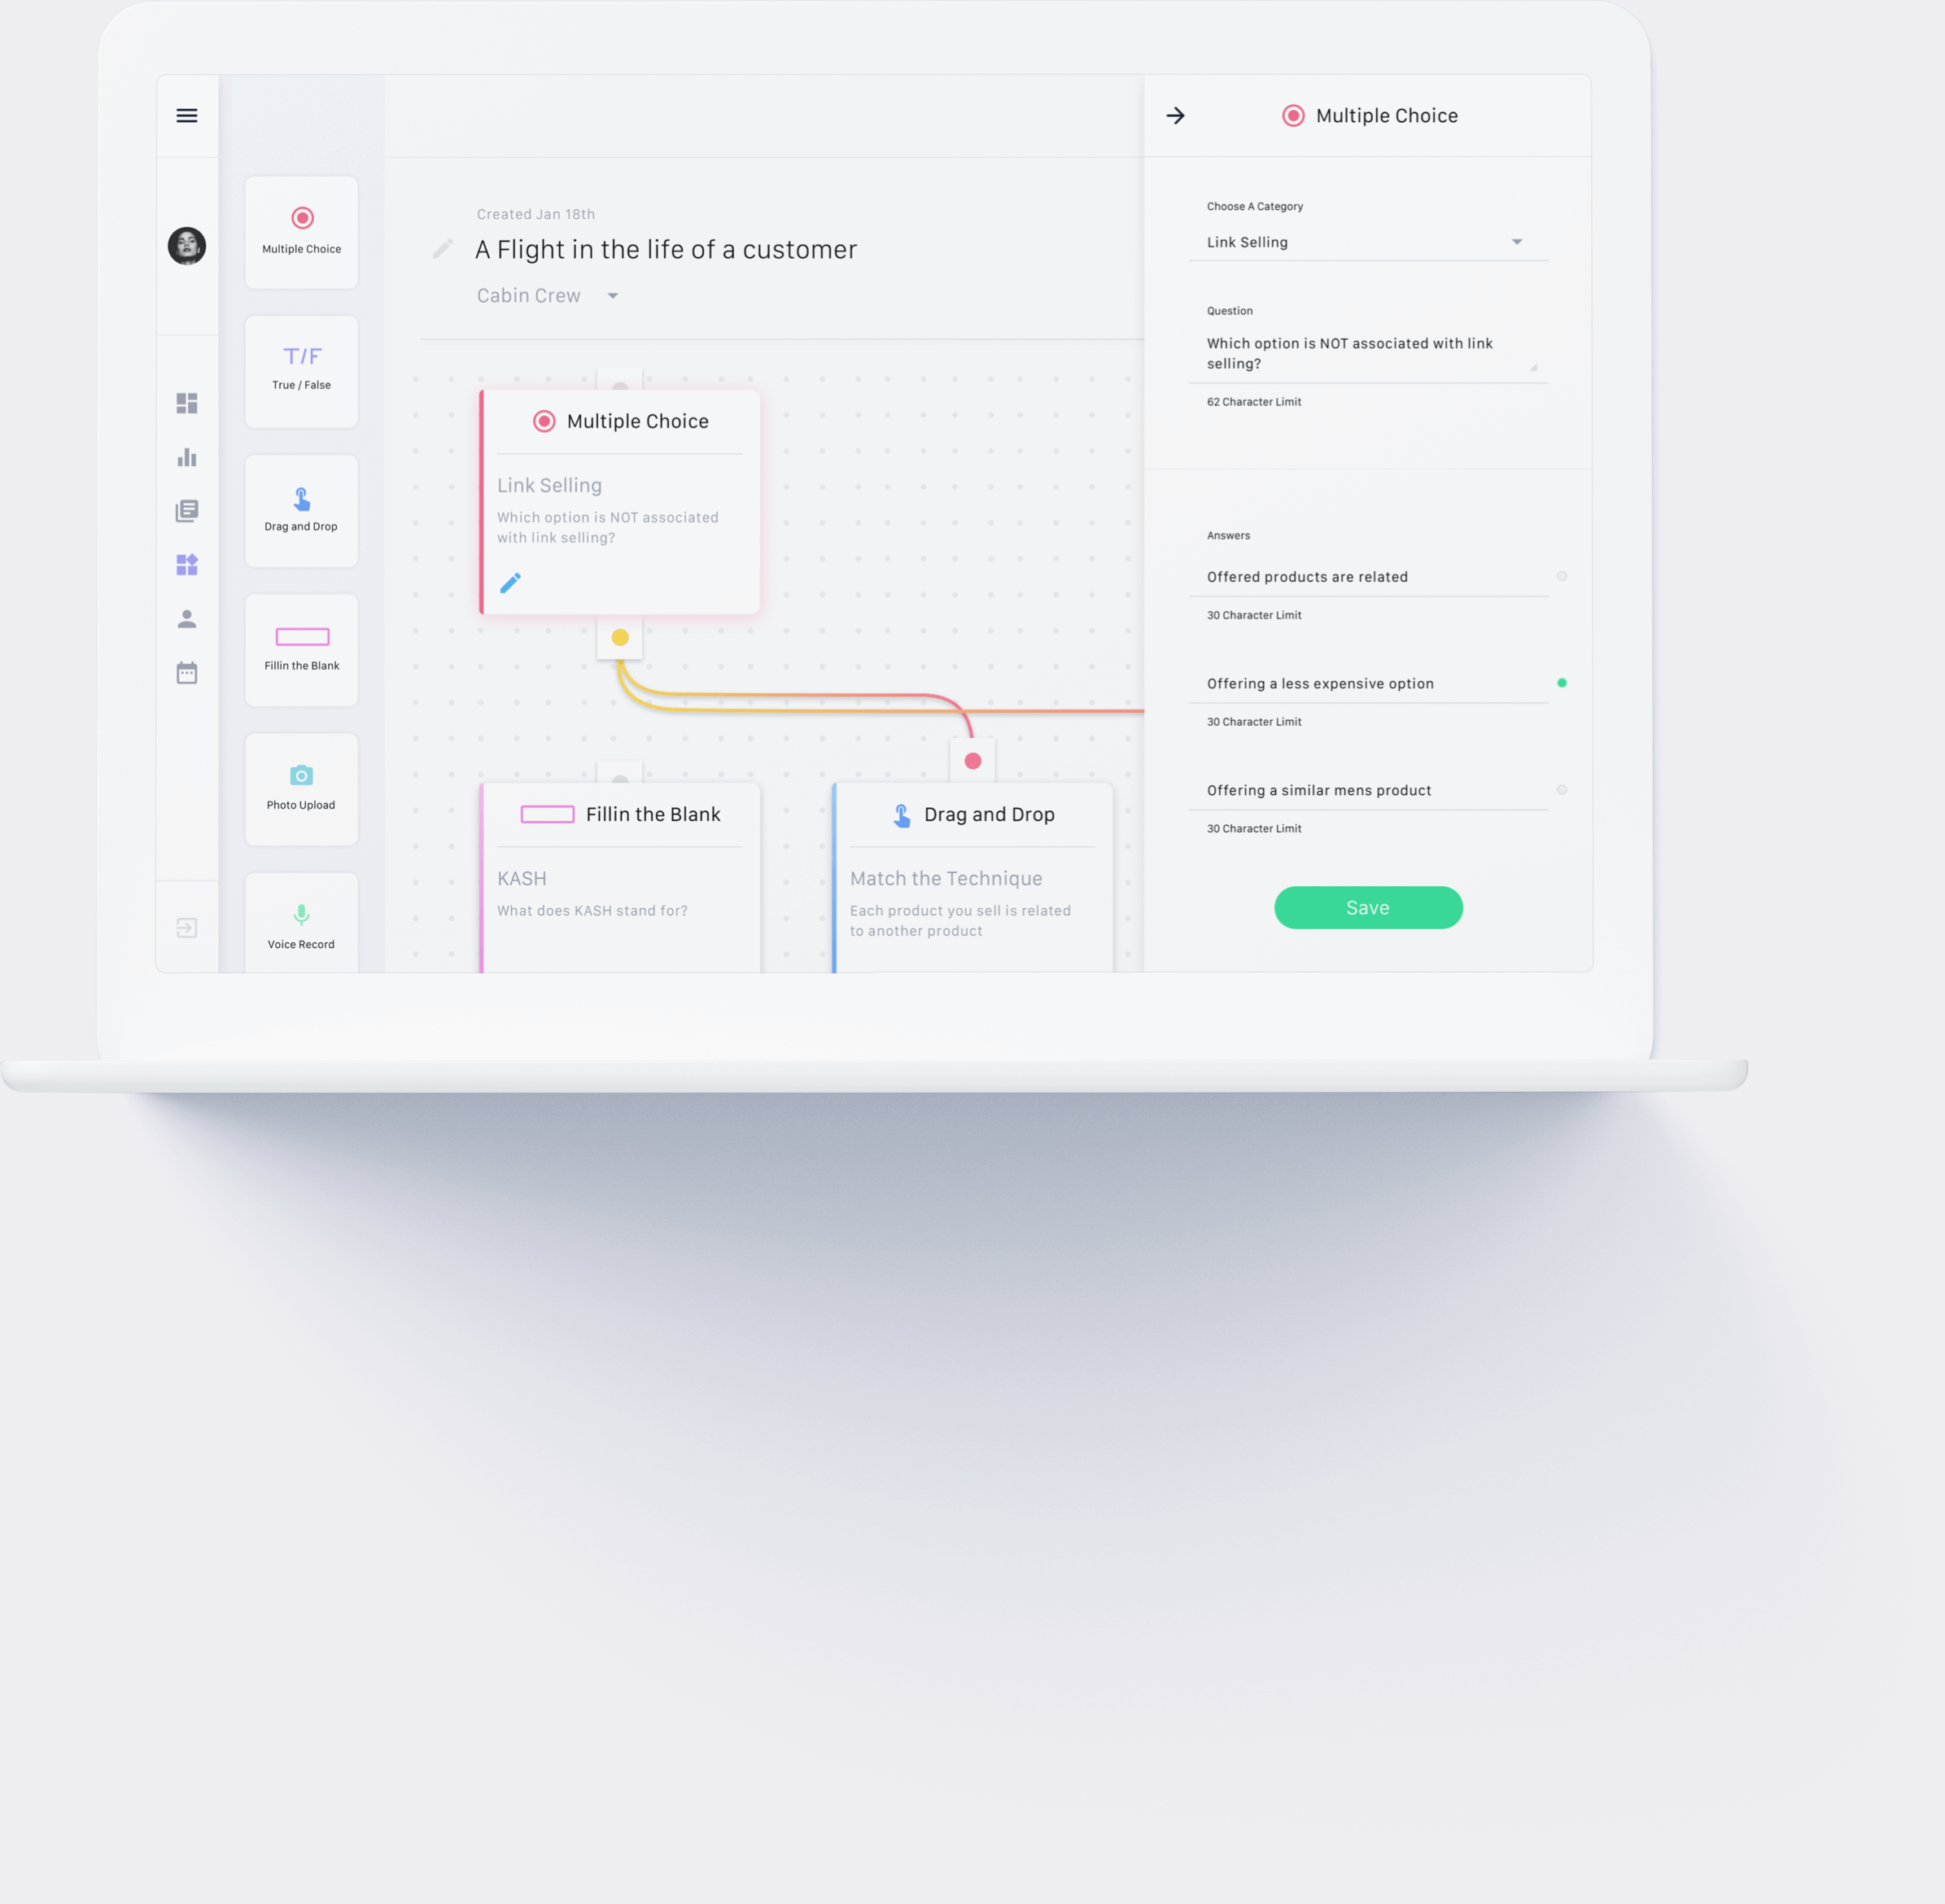 Multiple Choice
T/F
True / False
Drag and Drop
Fillin the Blank
Photo Upload
Voice Record
Created Jan 18th
A Flight in the life of a customer
Cabin Crew
Multiple Choice
Link Selling
Which option is NOT associated
with link selling?
Fillin the Blank
KASH
What does KASH stand for?
Drag and Drop
Match the Technique
Each product you sell is related
to another product
Multiple Choice
Choose A Category
Link Selling
Question
Which option is NOT associated with link
selling?
62 Character Limit
Answers
Offered products are related
30 Character Limit
Offering a less expensive option
30 Character Limit
Offering a similar mens product
30 Character Limit
Save